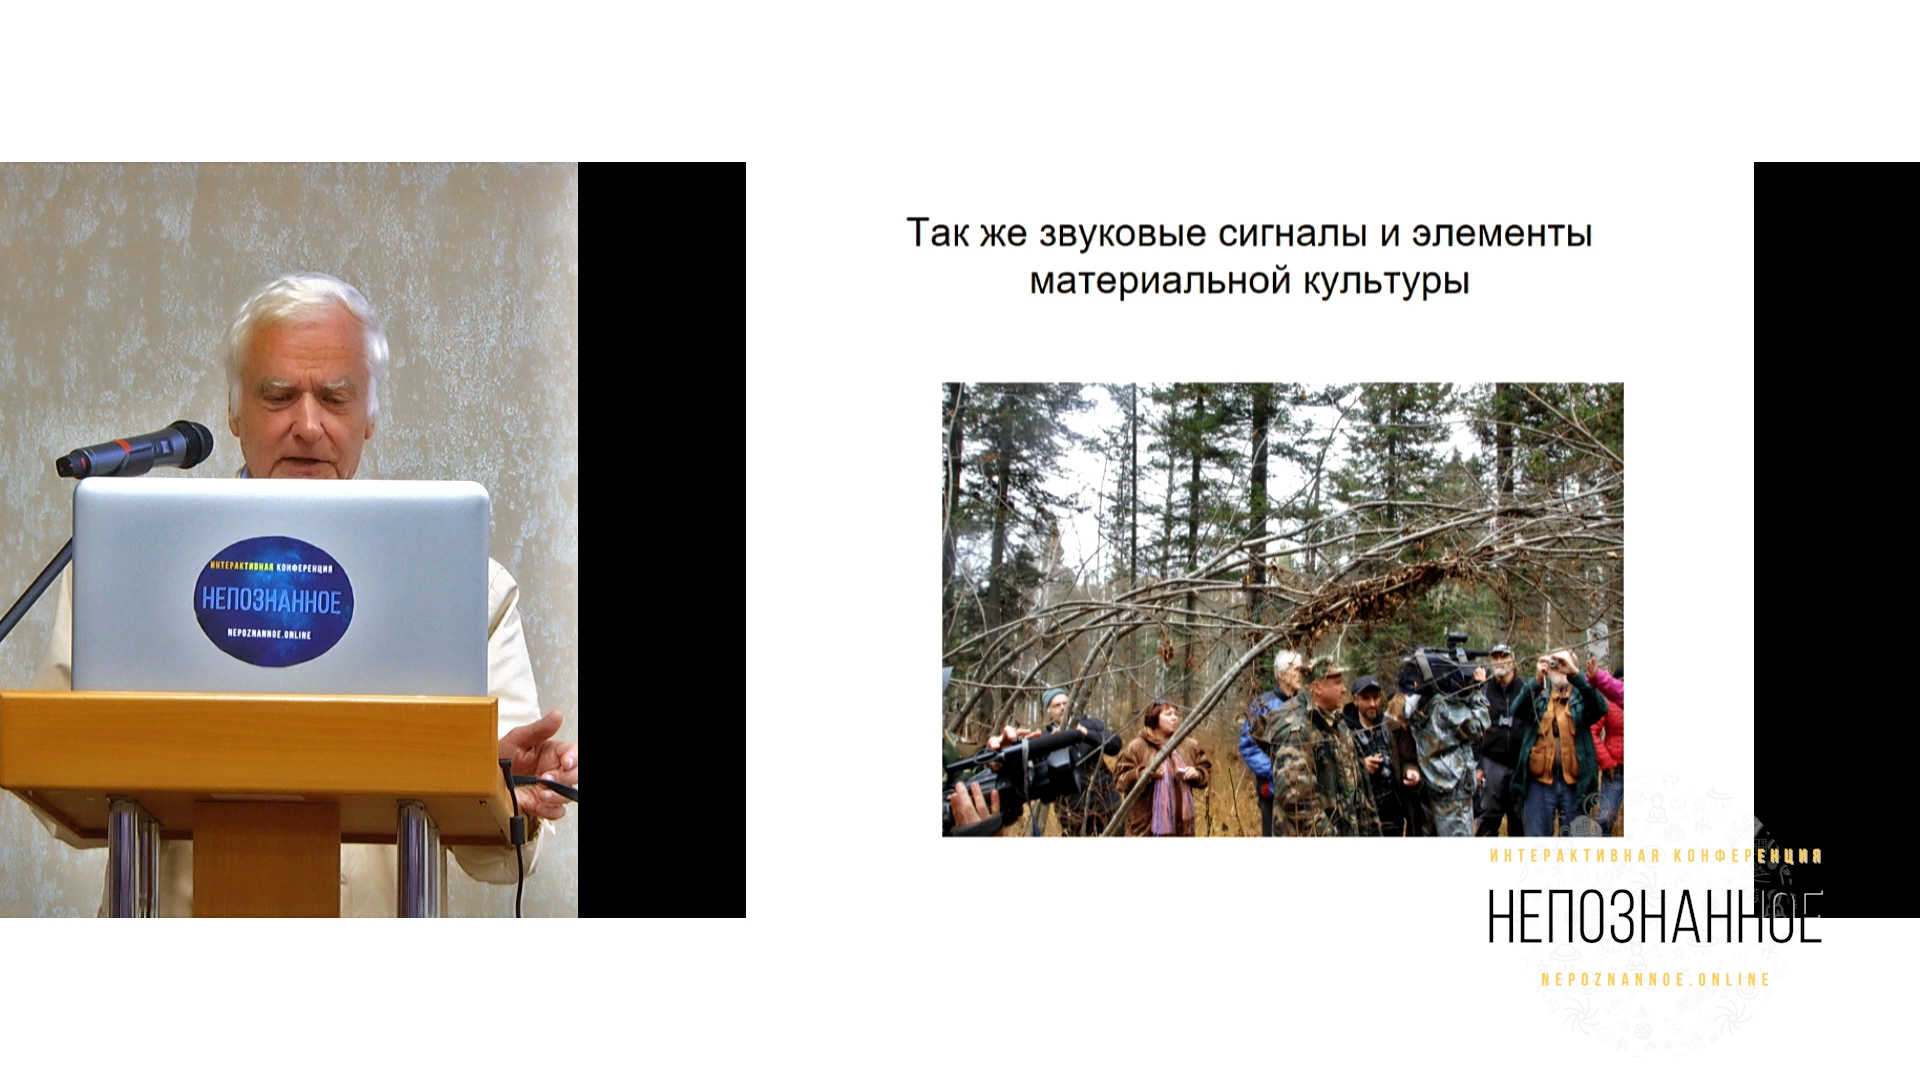 Так же звуковые сигналы и элементы
материальной культуры
ИНТЕРАКТИВНАЯ КОНФЕРЕНЦИЯ
НЕПОЗНАННОЕ
NEPOZNANNOE.ONLINE
ИНТЕРАКТИВНАЯ КОНФЕРЕНЦИЯ
НЕПОЗНАННОЕ
NEPOZNANNOE.ONLINE